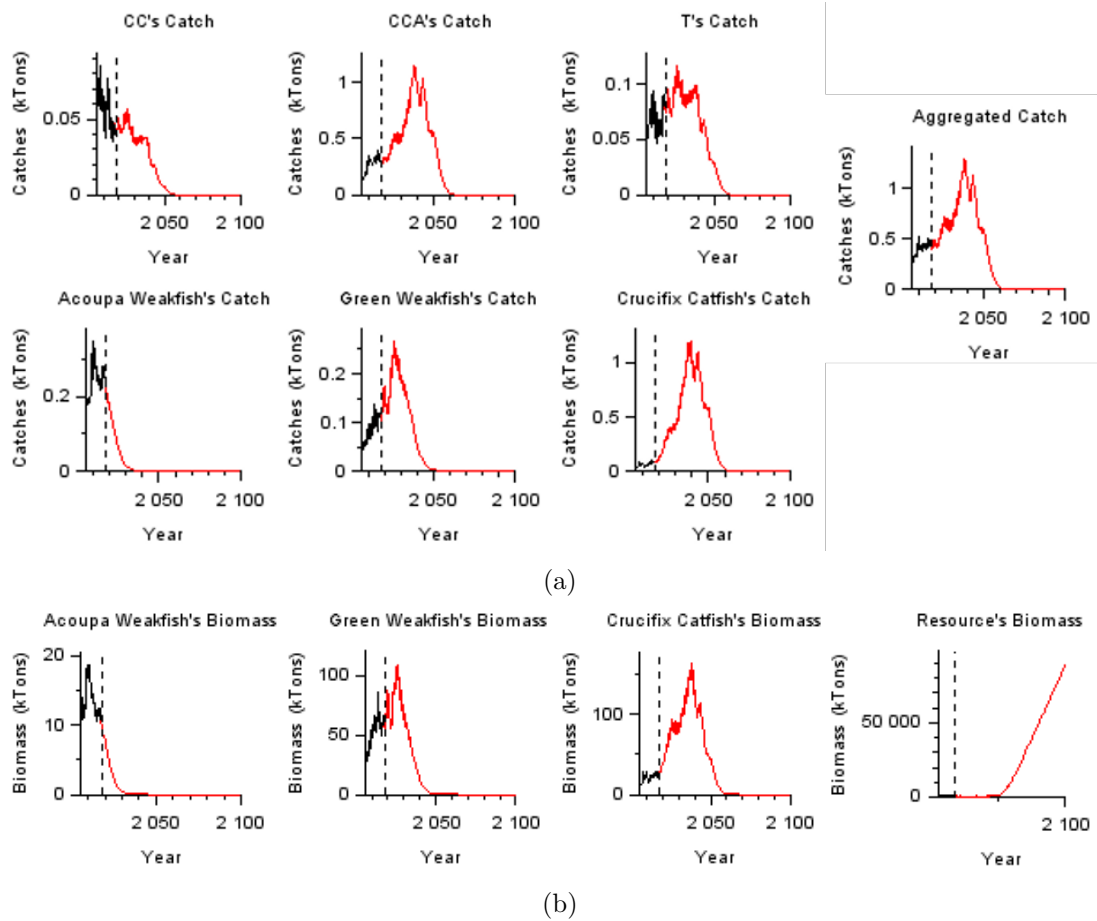 CC's Catch
Catches (kTons)
0.05
0
2 050
2 100
Year
CCA's Catch
Catches (kTons)
1
0.5
0
2 050
2 100
Year
T's Catch
Catches (kTons)
0.1
0.05
0
2 050
2 100
Year
Aggregated Catch
Catches (kTons)
1
0.5
0
2 050
2 100
Year
Acoupa Weakfish's Catch
Catches (kTons)
0.2
0
2 050
2 100
Year
Green Weakfish's Catch
Catches (kTons)
0.2
0.1
0
2 050
2 100
Year
Crucifix Catfish's Catch
Catches (kTons)
1
0.5
0
2 050
2 100
Year
(a)
Acoupa Weakfish's Biomass
Biomass (kTons)
20
10
0
2 050
2 100
Year
Green Weakfish's Biomass
Biomass (kTons)
100
50
0
2 050
2 100
Year
Crucifix Catfish's Biomass
Biomass (kTons)
100
0
2 050
2 100
Year
Resource's Biomass
Biomass (kTons)
50 000
0
2 100
Year
(b)